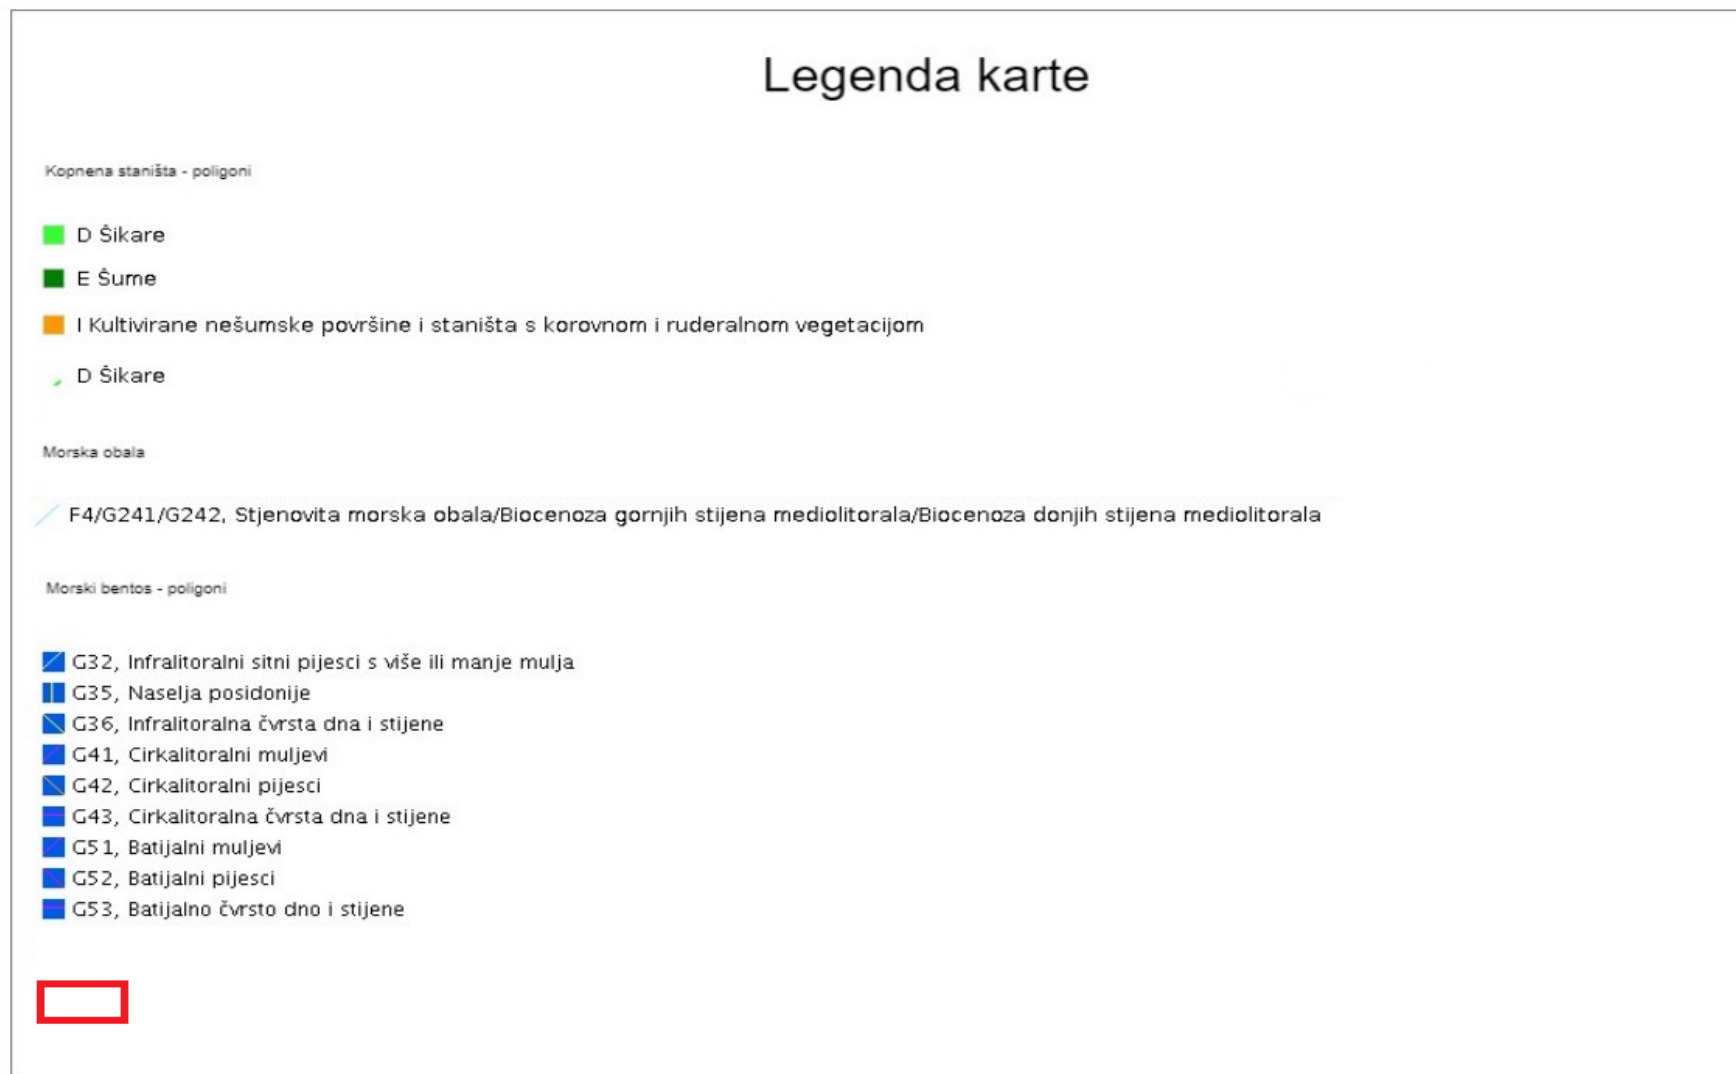 Legenda karte
Kopnena staništa - poligoni
D Šikare
E Šume
I Kultivirane nešumske površine i staništa s korovnom i ruderalnom vegetacijom
D Šikare
Morska obala
F4/G241/G242, Stjenovita morska obala/Biocenoza gornjih stijena mediolitorala/Biocenoza donjih stijena mediolitorala
Morski bentos - poligoni
G32, Infralitoralni sitni pijesci s više ili manje mulja
G35, Naselja posidonije
G36, Infralitoralna čvrsta dna i stijene
G41, Cirkalitoralni muljevi
G42, Cirkalitoralni pijesci
G43, Cirkalitoralna čvrsta dna i stijene
G51, Batijalni muljevi
G52, Batijalni pijesci
G53, Batijalno čvrsto dno i stijene